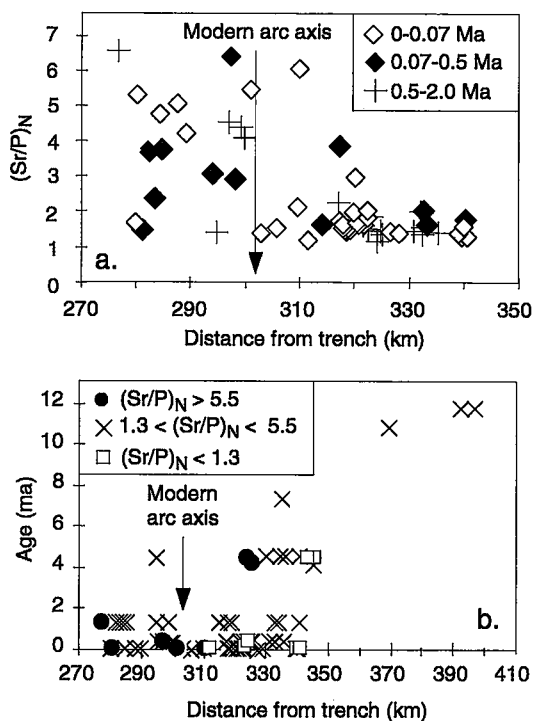 7
6
5
4
3
2
1
0
(Sr/P)N
Modern arc axis
0-0.07 Ma
0.07-0.5 Ma
0.5-2.0 Ma
a.
270 290 310 330 350
Distance from trench (km)
12
8
4
1.2
0
Age (ma)
(Sr/P)N > 5.5
1.3 < (Sr/P)N < 5.5
(Sr/P)N < 1.3
Modern
arc axis
b.
270 290 310 330 350 370 390 410
Distance from trench (km)